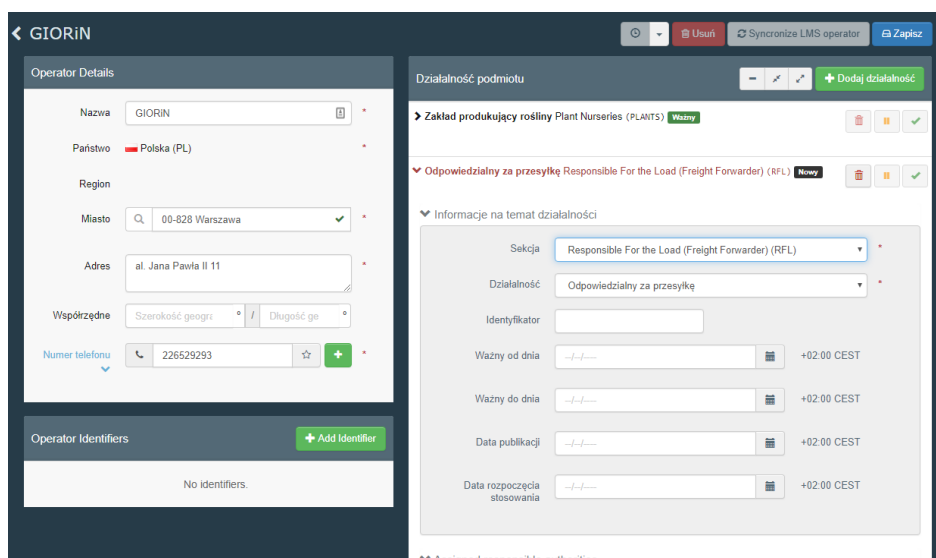 GIORiN
Usuń
Syncronize LMS operator
Zapisz
Operator Details
Nazwa
GIORiN
*
Państwo
Polska (PL)
*
Region
Miasto
00-828 Warszawa
*
Adres
al. Jana Pawła II 11
*
Współrzędne
Szerokość geogra
º
/
Długość ge
º
Numer telefonu
226529293
*
Operator Identifiers
Add Identifier
No identifiers.
Działalność podmiotu
Dodaj działalność
Zakład produkujący rośliny Plant Nurseries (PLANTS) Ważny
Odpowiedzialny za przesyłkę Responsible For the Load (Freight Forwarder) (RFL) Nowy
Informacje na temat działalności
Sekcja
Responsible For the Load (Freight Forwarder) (RFL)
*
Działalność
Odpowiedzialny za przesyłkę
*
Identyfikator
Ważny od dnia
--/--/----
+02:00 CEST
Ważny do dnia
--/--/----
+02:00 CEST
Data publikacji
--/--/----
+02:00 CEST
Data rozpoczęcia
stosowania
--/--/----
+02:00 CEST